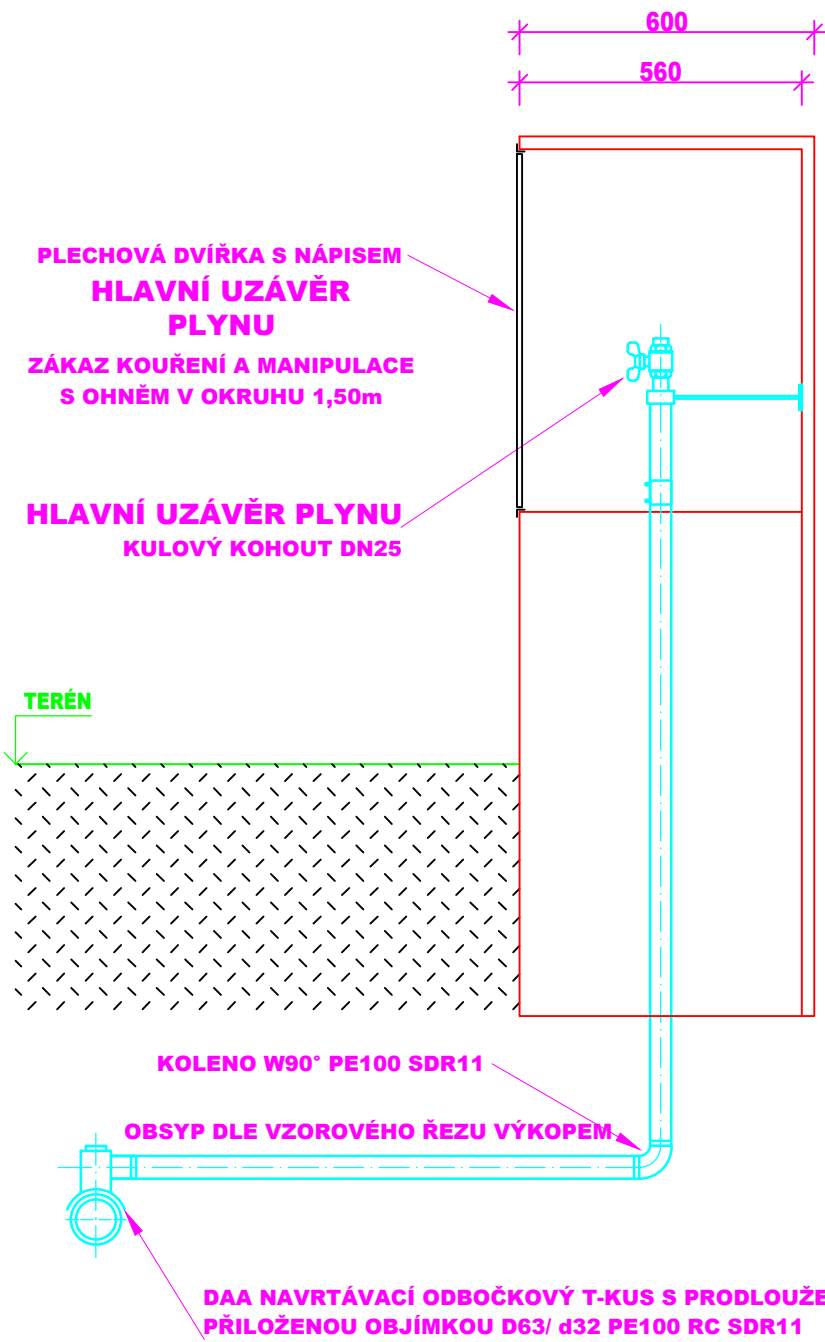 600
560
PLECHOVÁ DVÍŘKA S NÁPISEM
HLAVNÍ UZÁVĚR
PLYNU
ZÁKAZ KOUŘENÍ A MANIPULACE
S OHNĚM V OKRUHU 1,50m
HLAVNÍ UZÁVĚR PLYNU
KULOVÝ KOHOUT DN25
TERÉN
KOLENO W90° PE100 SDR11
OBSYP DLE VZOROVÉHO ŘEZU VÝKOPEM
DAA NAVRTÁVACÍ ODBOČKOVÝ T-KUS S PRODLOUŽE
PŘILOŽENOU OBJÍMKOU D63/ d32 PE100 RC SDR11